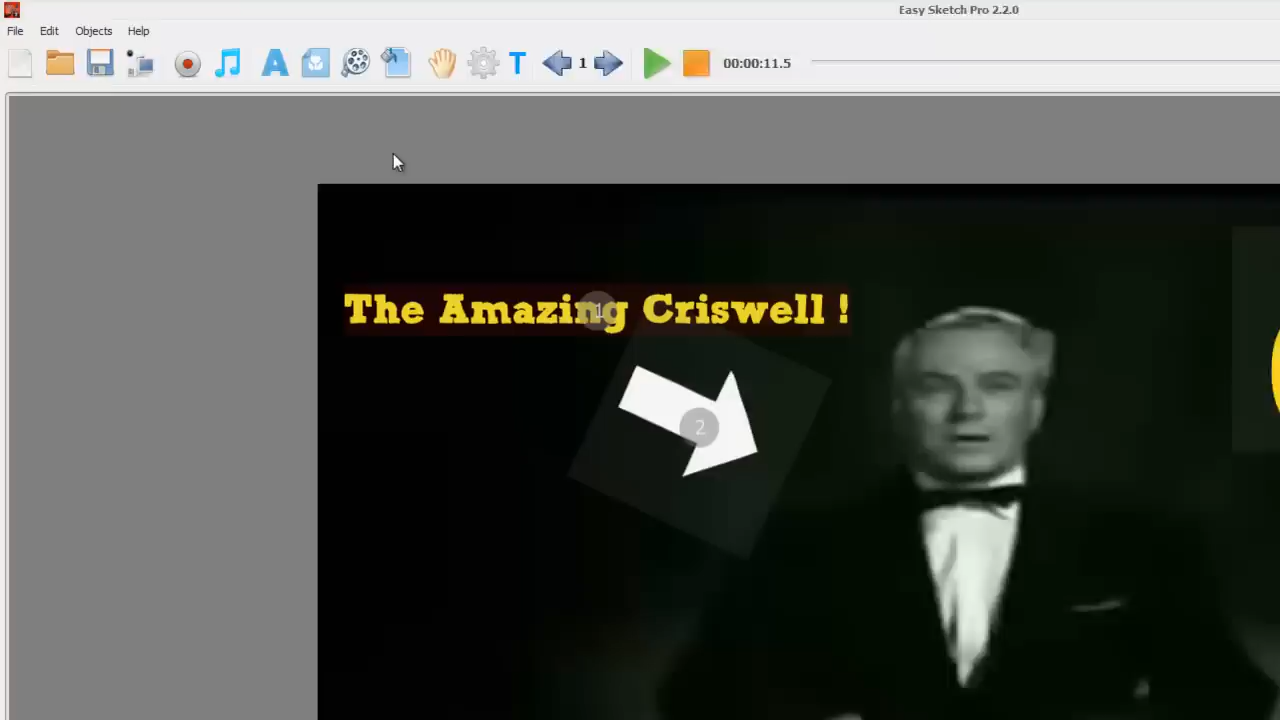 Easy Sketch Pro 2.2.0
File Edit Objects Help
A T 1 00:00:11.5
The Amazing Criswell !
1
2